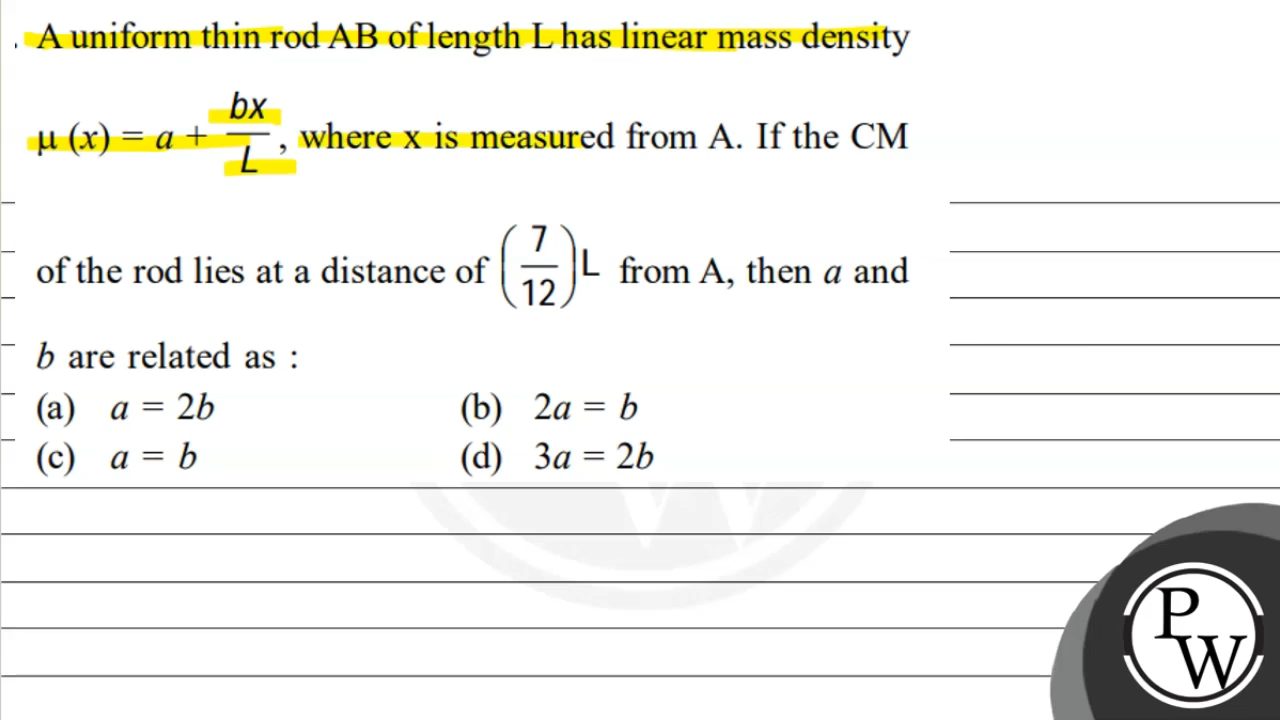 A uniform thin rod AB of length L has linear mass density
μ (x) = a + bx/L, where x is measured from A. If the CM
of the rod lies at a distance of (7/12)L from A, then a and
b are related as :
(a) a = 2b (b) 2a = b
(c) a = b (d) 3a = 2b
PW